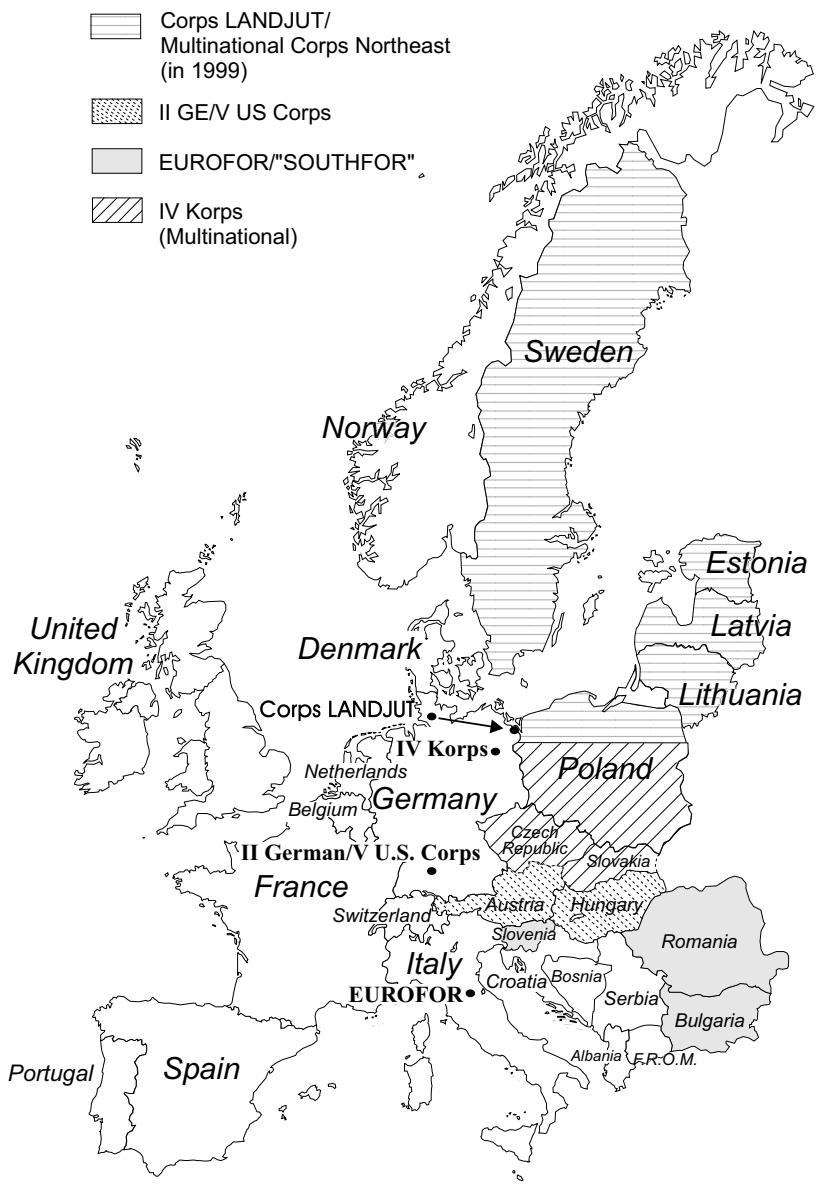 Corps LANDJUT/
Multinational Corps Northeast
(in 1999)
II GE/V US Corps
EUROFOR/"SOUTHFOR"
IV Korps
(Multinational)
Sweden
Norway
Estonia
United
Kingdom
Latvia
Denmark
Lithuania
Corps LANDJUT
IV Korps
Poland
Netherlands
Germany
Belgium
Czech
Republic
II German/V U.S. Corps
Slovakia
France
Austria
Hungary
Switzerland
Slovenia
Romania
Italy
Croatia
Bosnia
EUROFOR
Serbia
Bulgaria
Albania
F.R.O.M.
Portugal
Spain